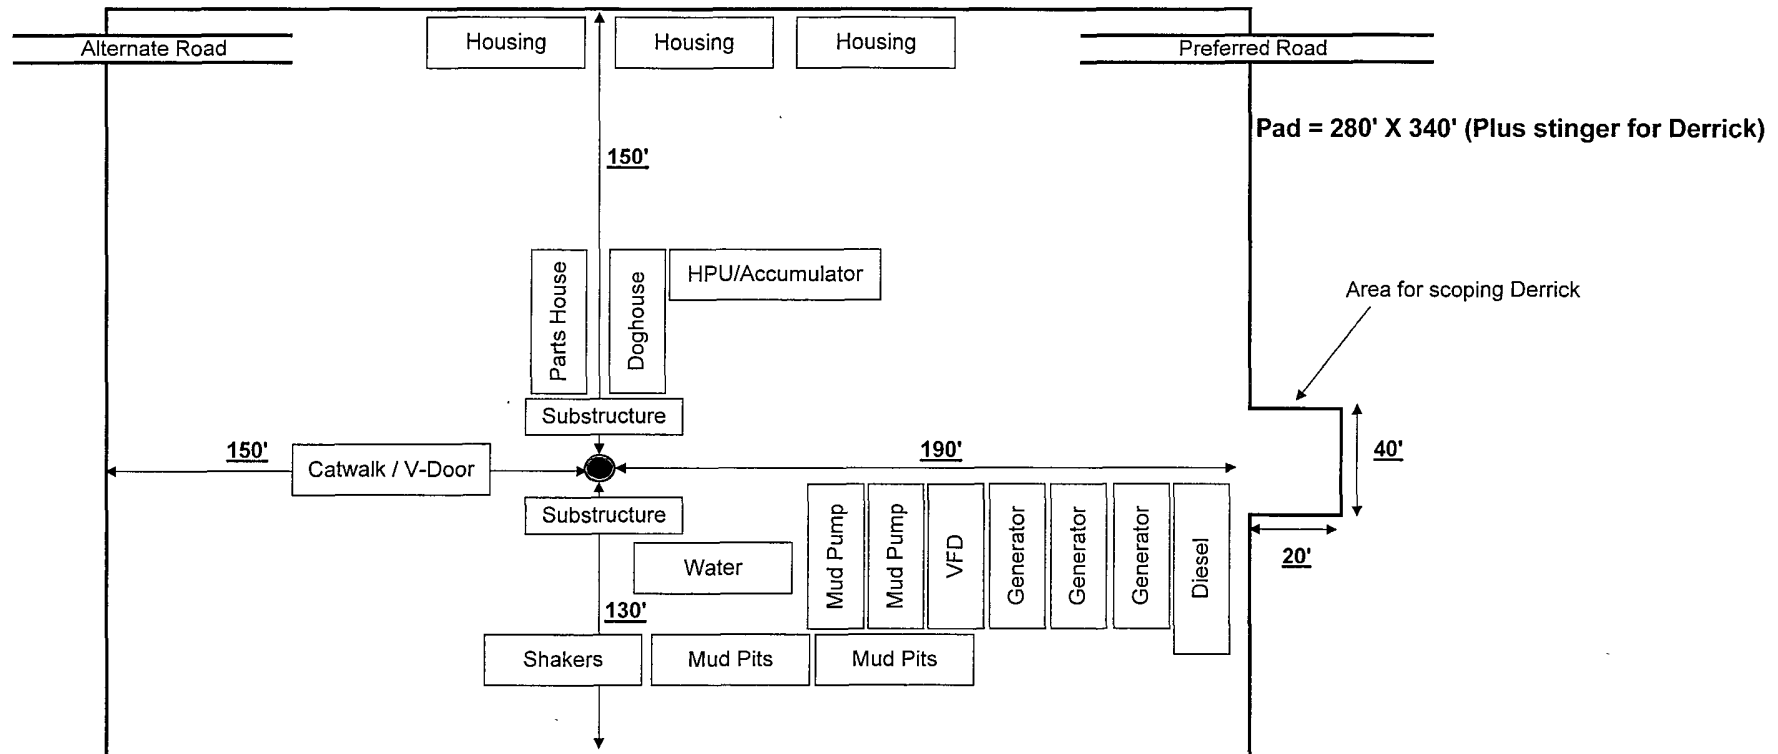 Alternate Road
Housing
Housing
Housing
Preferred Road
Pad = 280' X 340' (Plus stinger for Derrick)
150'
Parts House
Doghouse
HPU/Accumulator
Area for scoping Derrick
Substructure
150'
Catwalk / V-Door
190'
40'
Substructure
Water
Mud Pump
Mud Pump
VFD
Generator
Generator
Generator
Diesel
20'
130'
Shakers
Mud Pits
Mud Pits